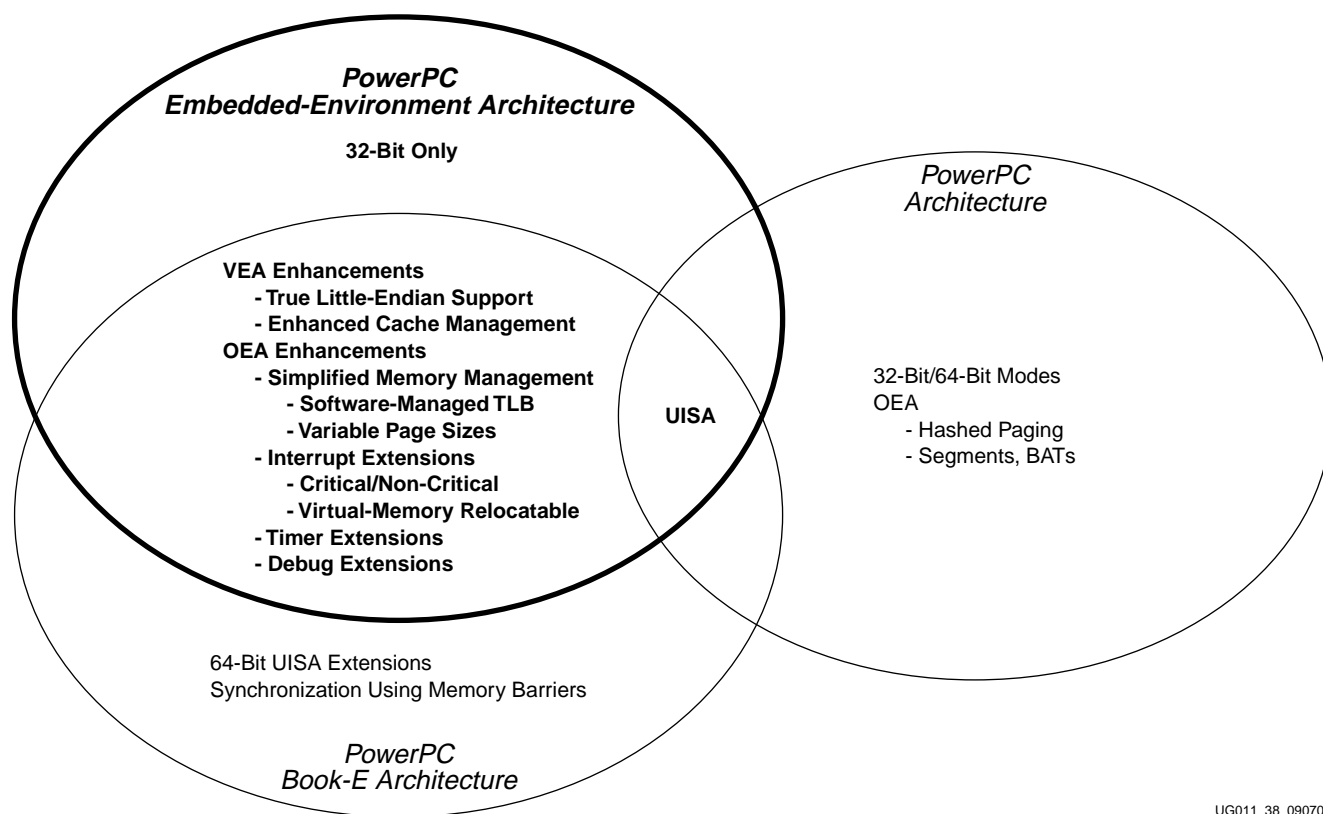 PowerPC
Embedded-Environment Architecture
32-Bit Only
PowerPC
Architecture
VEA Enhancements
- True Little-Endian Support
- Enhanced Cache Management
OEA Enhancements
- Simplified Memory Management
- Software-Managed TLB
- Variable Page Sizes
- Interrupt Extensions
- Critical/Non-Critical
- Virtual-Memory Relocatable
- Timer Extensions
- Debug Extensions
UISA
32-Bit/64-Bit Modes
OEA
- Hashed Paging
- Segments, BATs
64-Bit UISA Extensions
Synchronization Using Memory Barriers
PowerPC
Book-E Architecture
UG011_38_09070